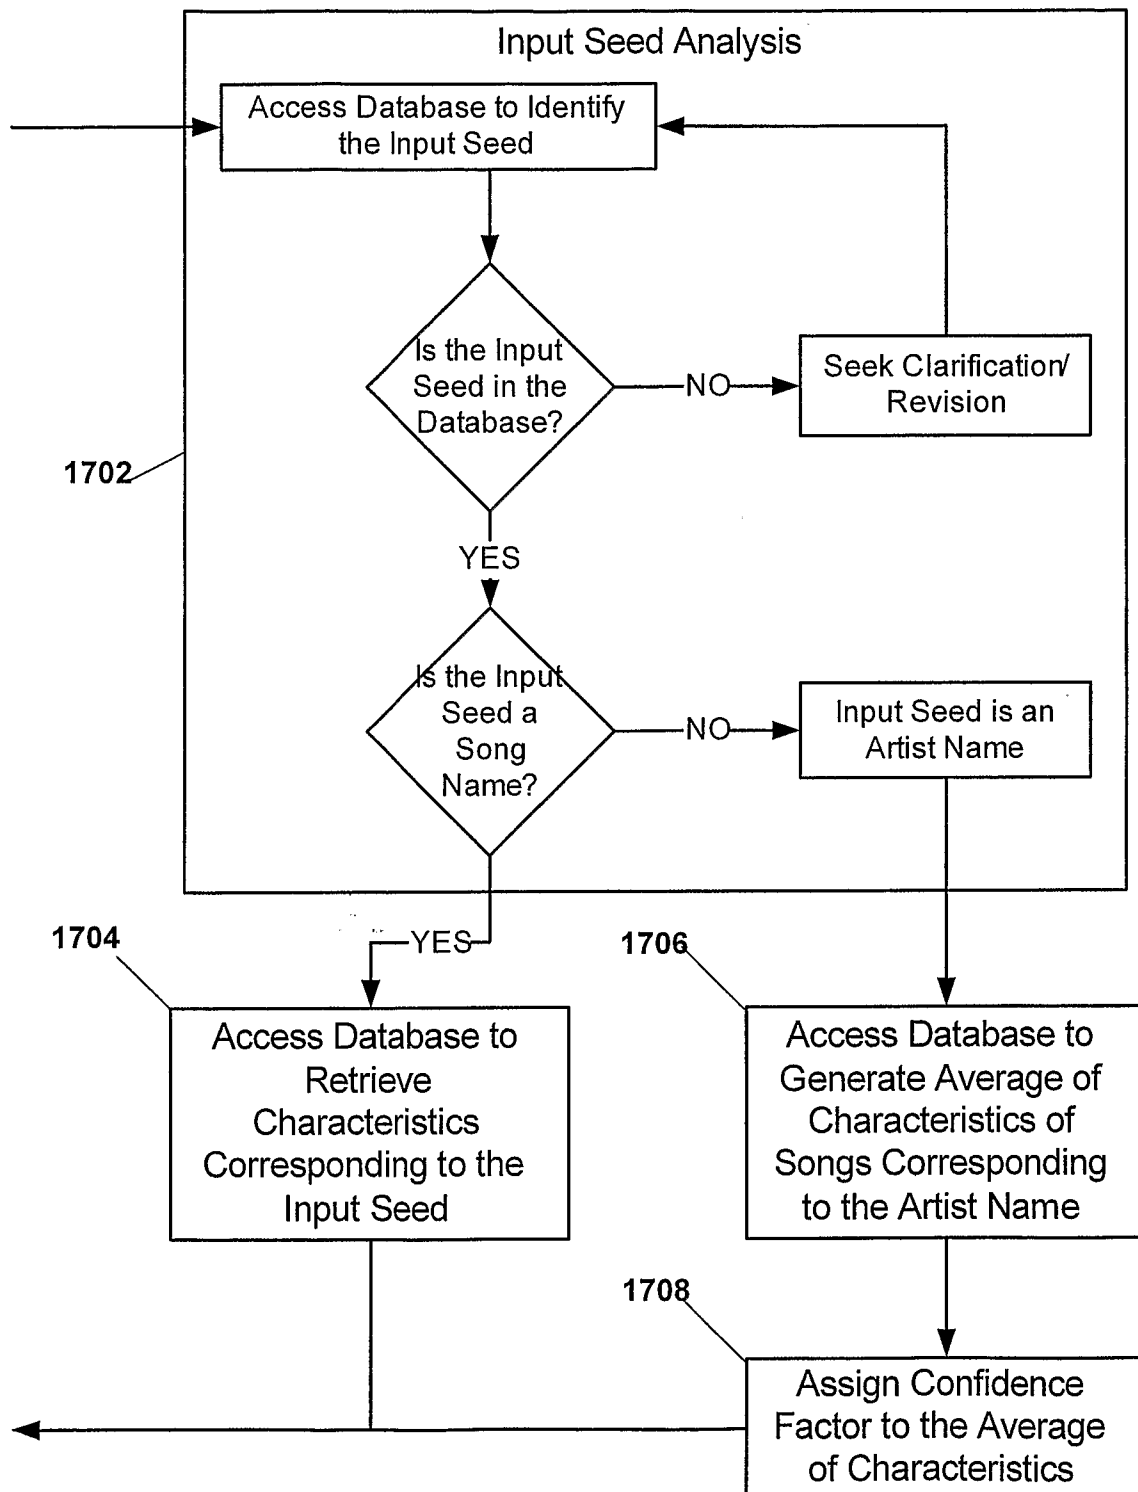 Input Seed Analysis
Access Database to Identify
the Input Seed
Is the Input
Seed in the
Database?
NO
Seek Clarification/
Revision
1702
YES
Is the Input
Seed a
Song
Name?
NO
Input Seed is an
Artist Name
1704
YES
1706
Access Database to
Retrieve
Characteristics
Corresponding to the
Input Seed
Access Database to
Generate Average of
Characteristics of
Songs Corresponding
to the Artist Name
1708
Assign Confidence
Factor to the Average
of Characteristics